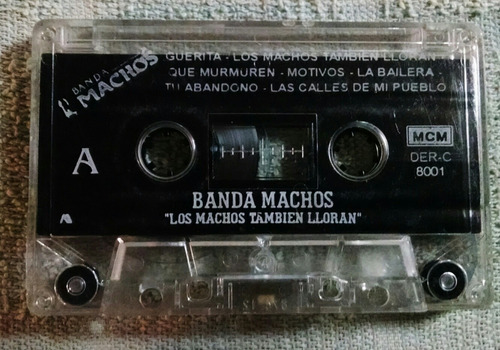 BANDA
MACHOS
GUERITA - LOS MACHOS TAMBIEN LLORAN
QUE MURMUREN - MOTIVOS - LA BAILERA -
TU ABANDONO - LAS CALLES DE MI PUEBLO
A
MCM
DER-C
8001
BANDA MACHOS
"LOS MACHOS TAMBIEN LLORAN"